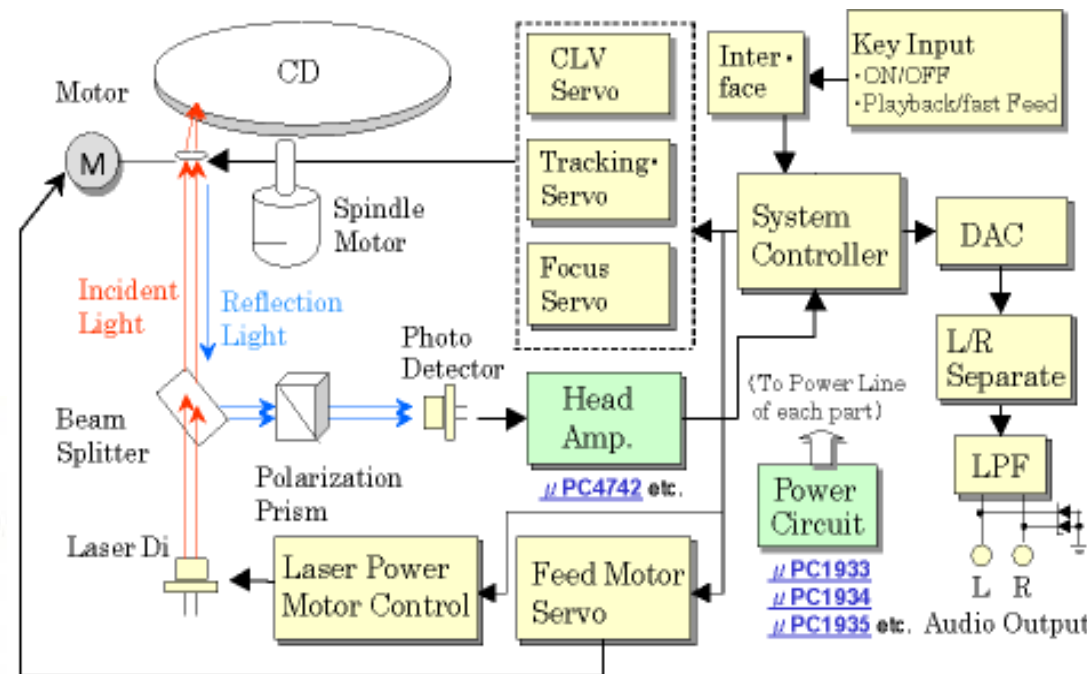 CD
Motor
M
Spindle
Motor
CLV
Servo
Tracking·
Servo
Focus
Servo
Inter·
face
Key Input
·ON/OFF
·Playback/fast Feed
System
Controller
DAC
L/R
Separate
LPF
L R
Audio Output
Incident
Light
Reflection
Light
Photo
Detector
Head
Amp.
μPC4742 etc.
(To Power Line
of each part)
Power
Circuit
μPC1933
μPC1934
μPC1935 etc.
Beam
Splitter
Polarization
Prism
Laser Di
Laser Power
Motor Control
Feed Motor
Servo